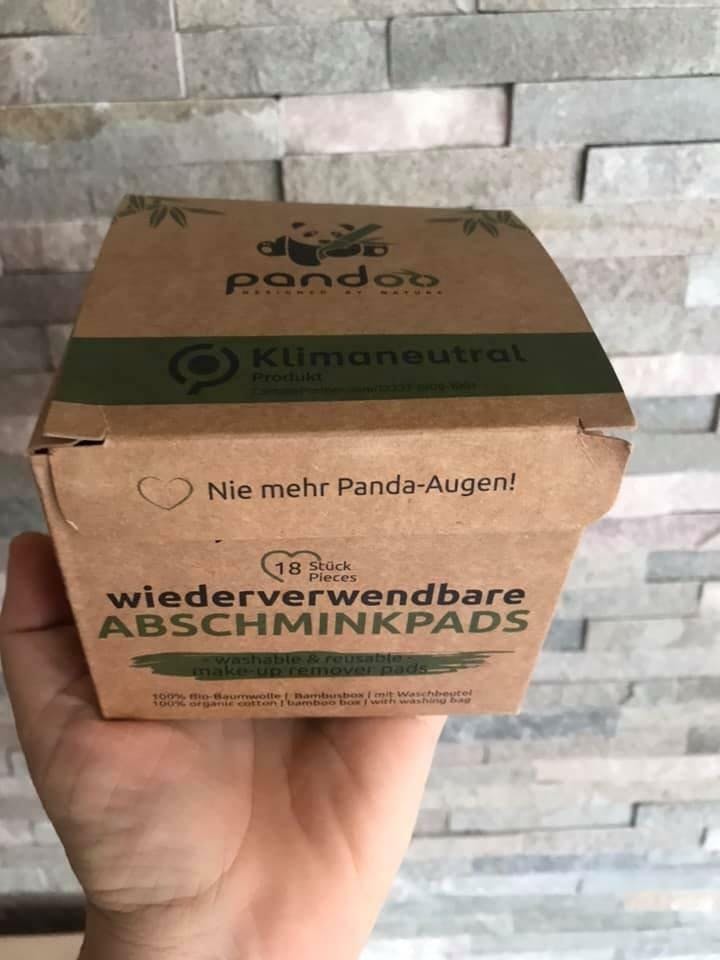 pandoo
DESIGNED BY NATURE
Klimaneutral
Produkt
Nie mehr Panda-Augen!
18 Stück
Pieces
wiederverwendbare
ABSCHMINKPADS
- washable & reusable -
make-up remover pads
100% Bio-Baumwolle | Bambusbox | mit Waschbeutel
100% organic cotton | bamboo box | with washing bag